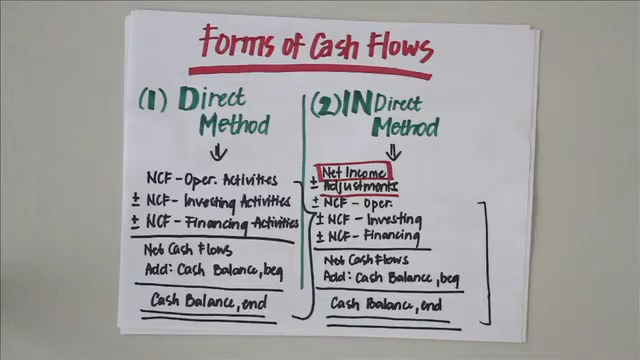 Forms of Cash Flows
(1) Direct
Method
NCF-Oper. Activities
± NCF-Investing Activities
± NCF-Financing Activities
Net Cash Flows
Add: Cash Balance, beg
Cash Balance, end
(2) INDirect
Method
Net Income
± Adjustments
± NCF-Oper.
± NCF-Investing
± NCF-Financing
Net Cash Flows
Add: Cash Balance, beg
Cash Balance, end